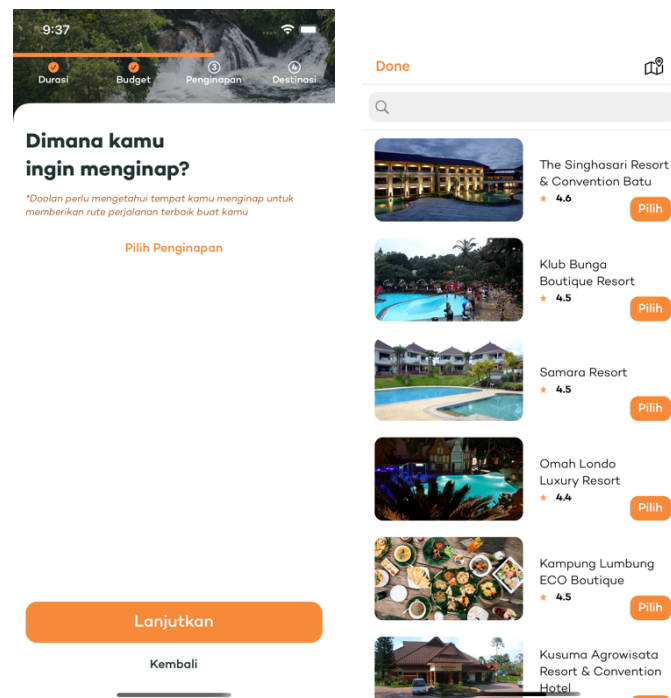 9:37
Durasi
Budget
3
Penginapan
4
Destinasi
Dimana kamu
ingin menginap?
*Doolan perlu mengetahui tempat kamu menginap untuk
memberikan rute perjalanan terbaik buat kamu
Pilih Penginapan
Lanjutkan
Kembali
Done
The Singhasari Resort
& Convention Batu
4.6
Pilih
Klub Bunga
Boutique Resort
4.5
Pilih
Samara Resort
4.5
Pilih
Omah Londo
Luxury Resort
4.4
Pilih
Kampung Lumbung
ECO Boutique
4.5
Pilih
Kusuma Agrowisata
Resort & Convention
Hotel